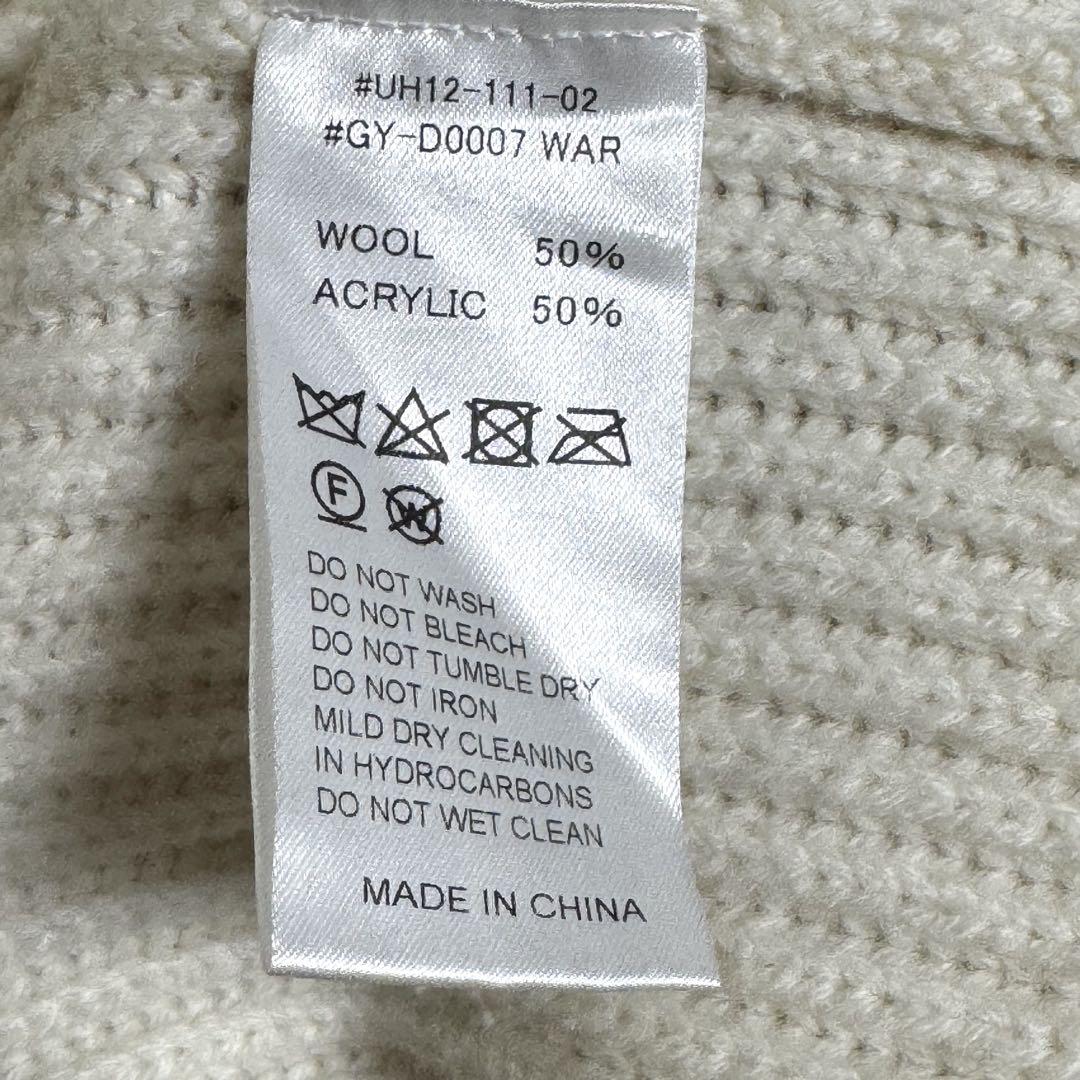 #UH12-111-02
#GY-D0007 WAR
WOOL 50%
ACRYLIC 50%
F
W
DO NOT WASH
DO NOT BLEACH
DO NOT TUMBLE DRY
DO NOT IRON
MILD DRY CLEANING
IN HYDROCARBONS
DO NOT WET CLEAN
MADE IN CHINA